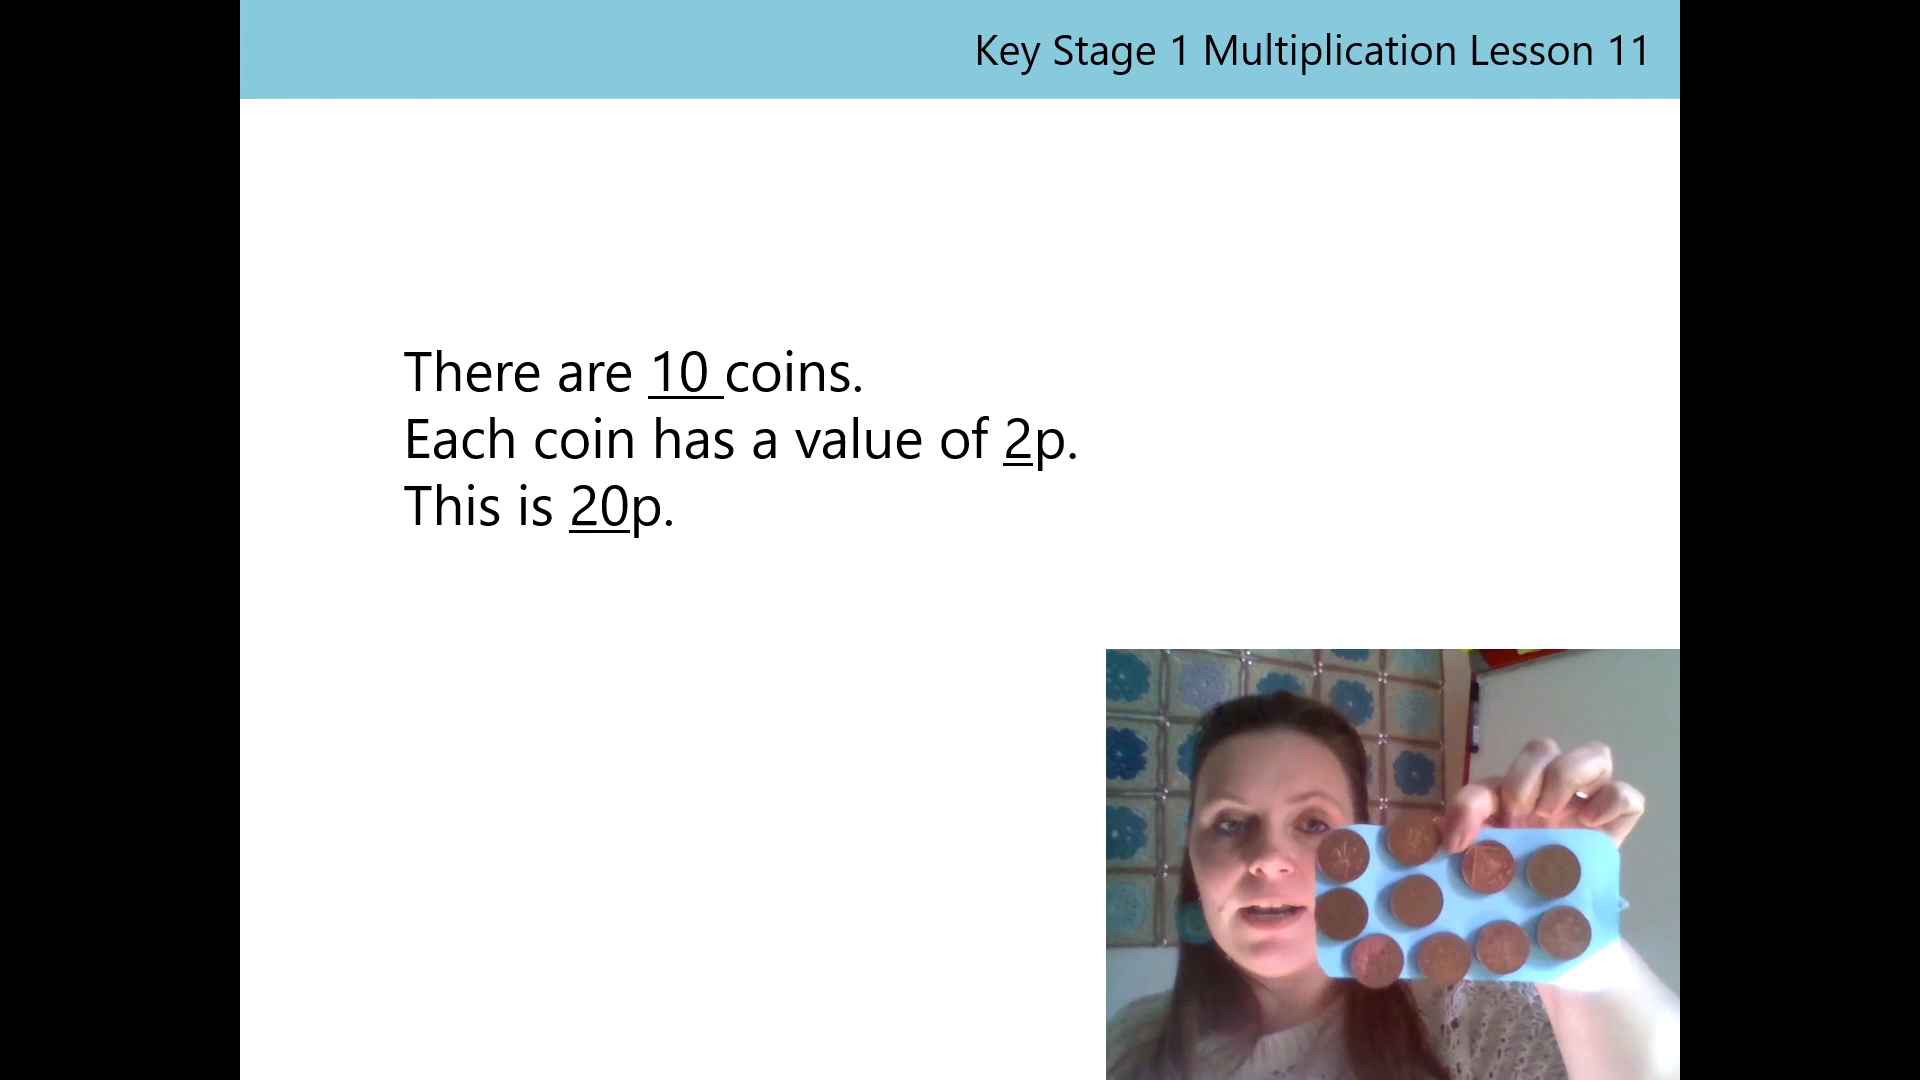 Key Stage 1 Multiplication Lesson 11
There are 10 coins.
Each coin has a value of 2p.
This is 20p.